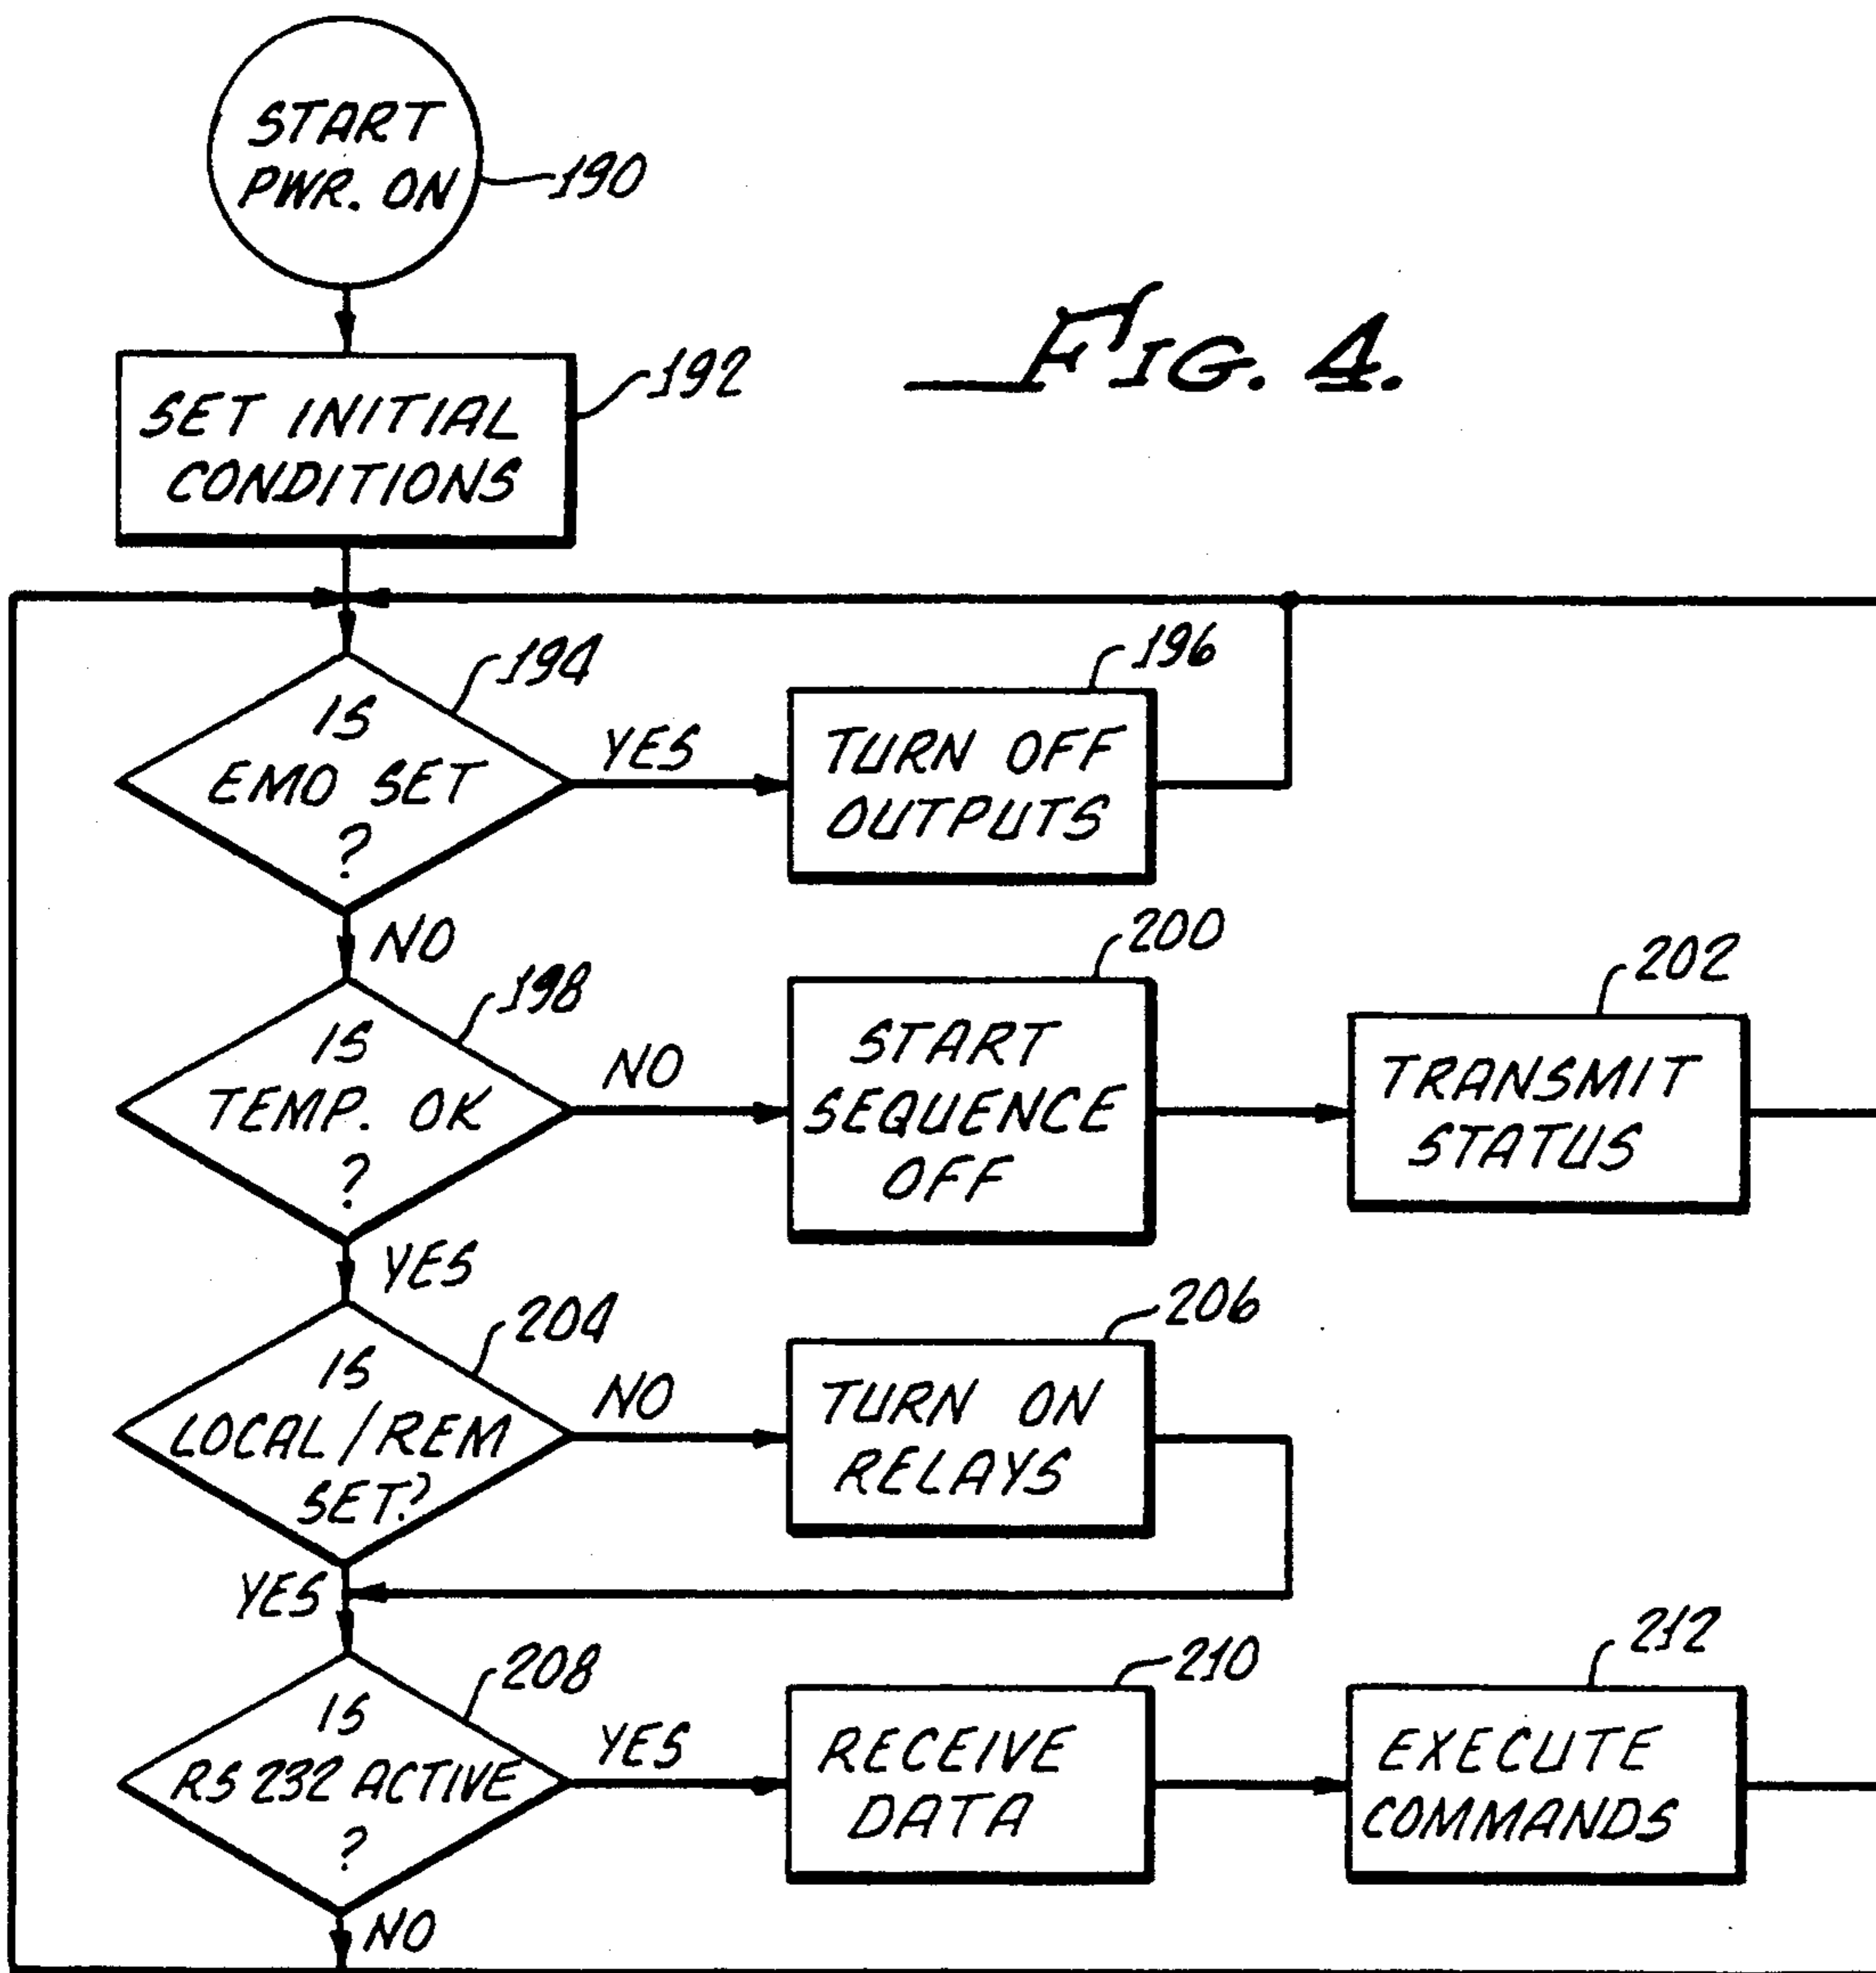 START
PWR. ON
190
FIG. 4.
SET INITIAL
CONDITIONS
192
IS
EMO SET
?
194
YES
TURN OFF
OUTPUTS
196
NO
IS
TEMP. OK
?
198
NO
START
SEQUENCE
OFF
200
TRANSMIT
STATUS
202
YES
IS
LOCAL/REM
SET?
204
NO
TURN ON
RELAYS
206
YES
IS
RS 232 ACTIVE
?
208
YES
RECEIVE
DATA
210
EXECUTE
COMMANDS
212
NO